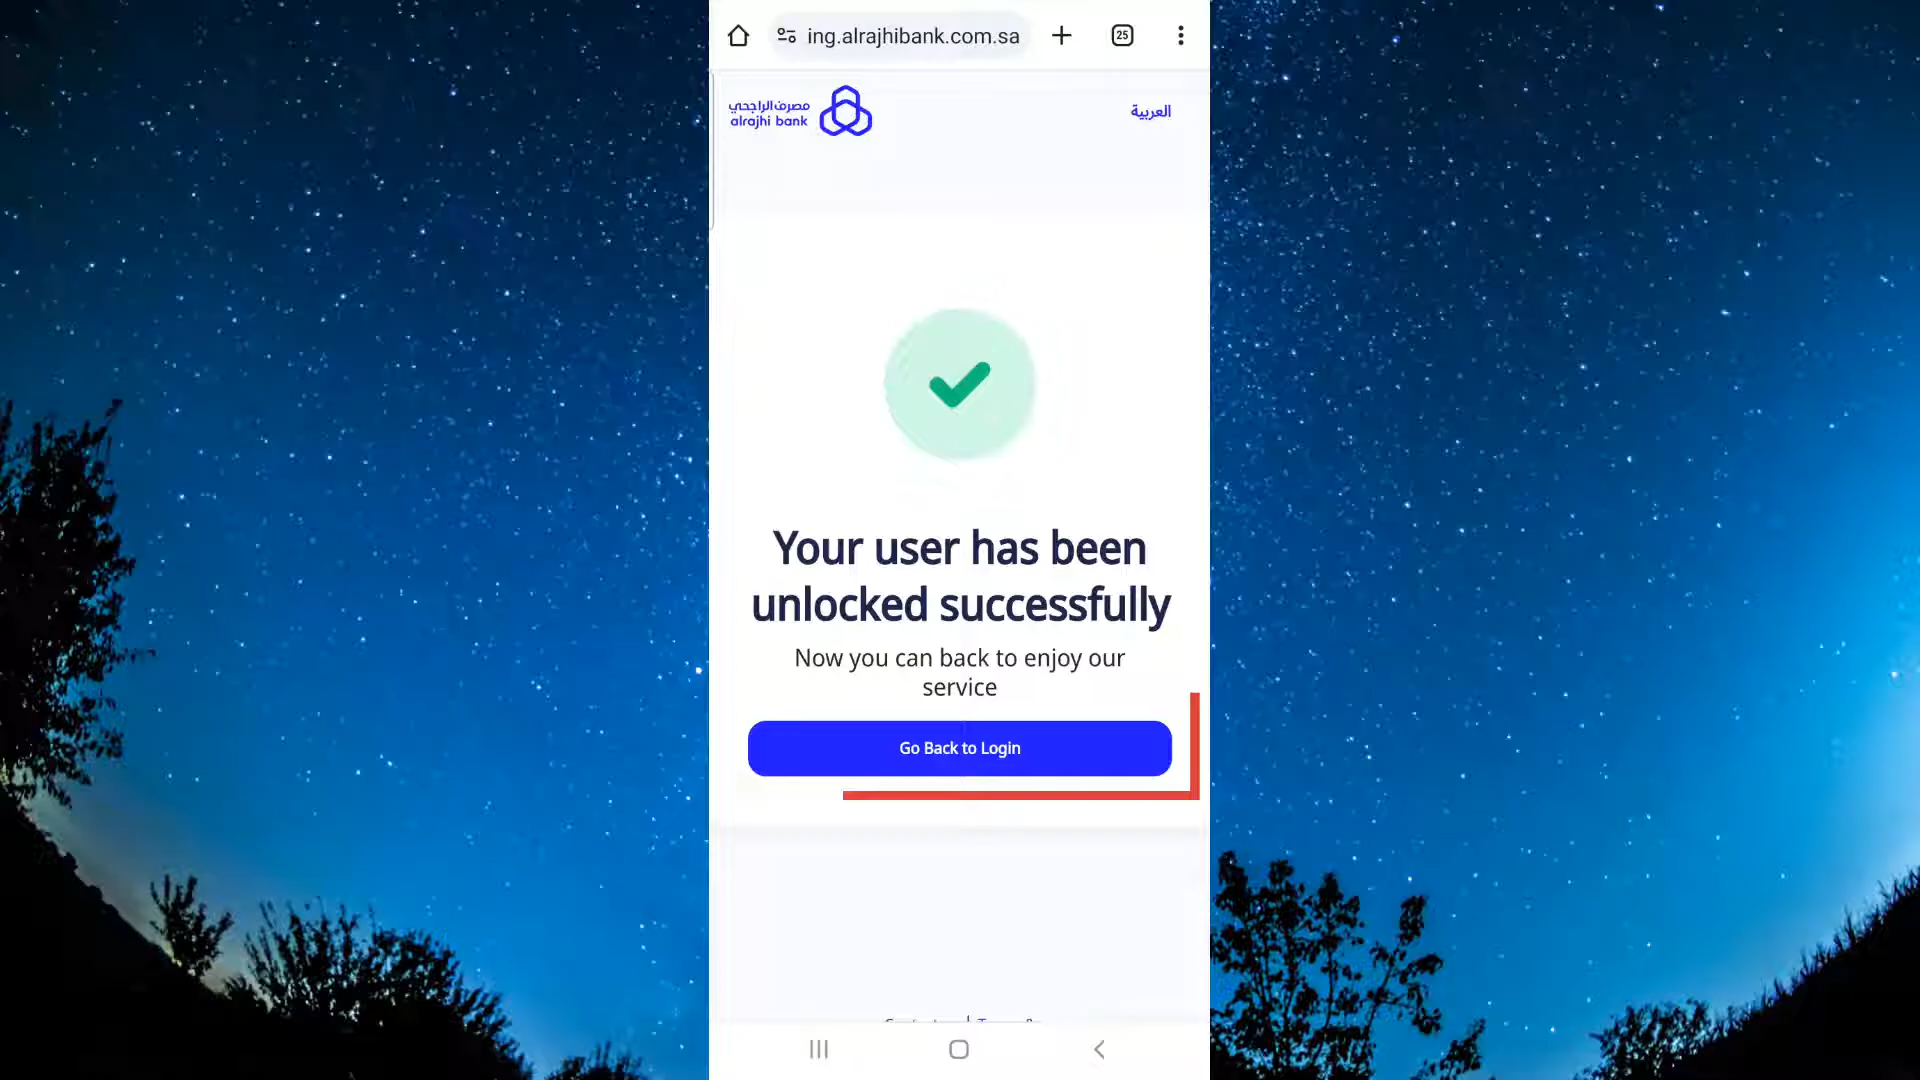 ing.alrajhibank.com.sa
25
مصرف الراجحي
alrajhi bank
العربية
Your user has been
unlocked successfully
Now you can back to enjoy our
service
Go Back to Login